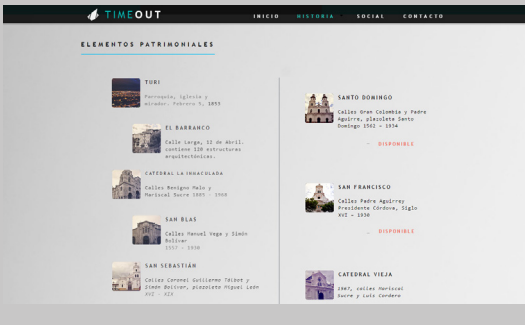 TIMEOUT
INICIO HISTORIA SOCIAL CONTACTO
ELEMENTOS PATRIMONIALES
TURI
Parroquia, iglesia y
mirador. Febrero 5, 1853
EL BARRANCO
Calle Larga, 12 de Abril.
contiene 120 estructuras
arquitectónicas.
CATEDRAL LA INMACULADA
Calles Benigno Malo y
Mariscal Sucre 1885 - 1960
SAN BLAS
Calles Manuel Vega y Simón
Bolívar
1557 - 1930
SAN SEBASTIÁN
Calles Coronel Guillermo Talbot y
Simón Bolívar, plazoleta Miguel León
XVI - XIX
SANTO DOMINGO
Calles Gran Colombia y Padre
Aguirre, plazoleta Santo
Domingo 1562 - 1934
DISPONIBLE
SAN FRANCISCO
Calles Padre Aguirrey
Presidente Córdova, Siglo
XVI - 1930
DISPONIBLE
CATEDRAL VIEJA
1567, calles Mariscal
Sucre y Luis Cordero